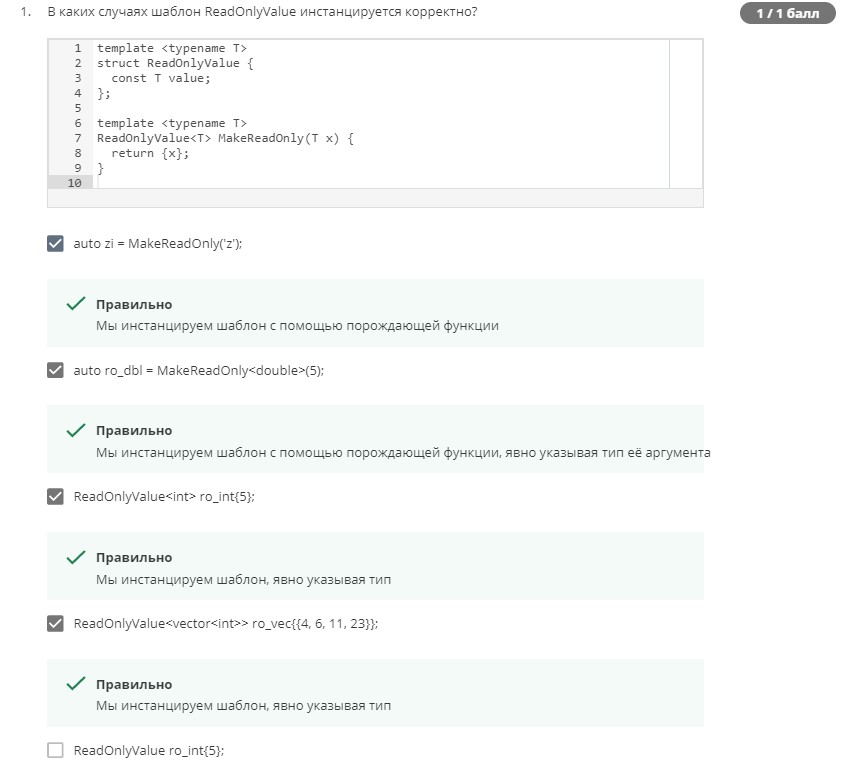 1. В каких случаях шаблон ReadOnlyValue инстанцируется корректно?
1 / 1 балл
1 template <typename T>
2 struct ReadOnlyValue {
3   const T value;
4 };
5
6 template <typename T>
7 ReadOnlyValue<T> MakeReadOnly(T x) {
8   return {x};
9 }
10
auto zi = MakeReadOnly('z');
Правильно
Мы инстанцируем шаблон с помощью порождающей функции
auto ro_dbl = MakeReadOnly<double>(5);
Правильно
Мы инстанцируем шаблон с помощью порождающей функции, явно указывая тип её аргумента
ReadOnlyValue<int> ro_int{5};
Правильно
Мы инстанцируем шаблон, явно указывая тип
ReadOnlyValue<vector<int>> ro_vec{{4, 6, 11, 23}};
Правильно
Мы инстанцируем шаблон, явно указывая тип
ReadOnlyValue ro_int{5};